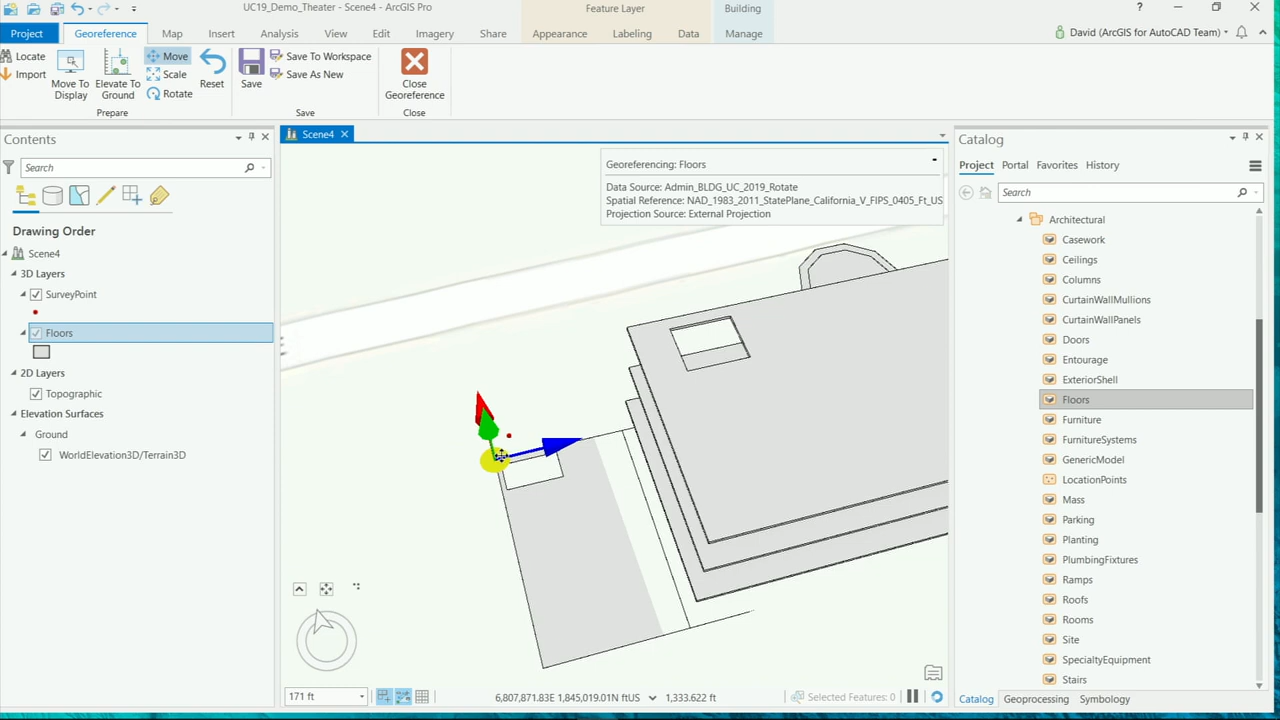 UC19_Demo_Theater - Scene4 - ArcGIS Pro
Feature Layer
Building
?
Project
Georeference
Map
Insert
Analysis
View
Edit
Imagery
Share
Appearance
Labeling
Data
Manage
David (ArcGIS for AutoCAD Team)
Locate
Import
Move To
Display
Elevate To
Ground
Move
Scale
Rotate
Reset
Prepare
Save
Save To Workspace
Save As New
Save
Close
Georeference
Close
Contents
Search
Drawing Order
Scene4
3D Layers
SurveyPoint
Floors
2D Layers
Topographic
Elevation Surfaces
Ground
WorldElevation3D/Terrain3D
Scene4
Georeferencing: Floors
Data Source: Admin_BLDG_UC_2019_Rotate
Spatial Reference: NAD_1983_2011_StatePlane_California_V_FIPS_0405_Ft_US
Projection Source: External Projection
171 ft
6,807,871.83E 1,845,019.01N ftUS
1,333.622 ft
Selected Features: 0
Catalog
Project
Portal
Favorites
History
Search
Architectural
Casework
Ceilings
Columns
CurtainWallMullions
CurtainWallPanels
Doors
Entourage
ExteriorShell
Floors
Furniture
FurnitureSystems
GenericModel
LocationPoints
Mass
Parking
Planting
PlumbingFixtures
Ramps
Roofs
Rooms
Site
SpecialtyEquipment
Stairs
Catalog
Geoprocessing
Symbology